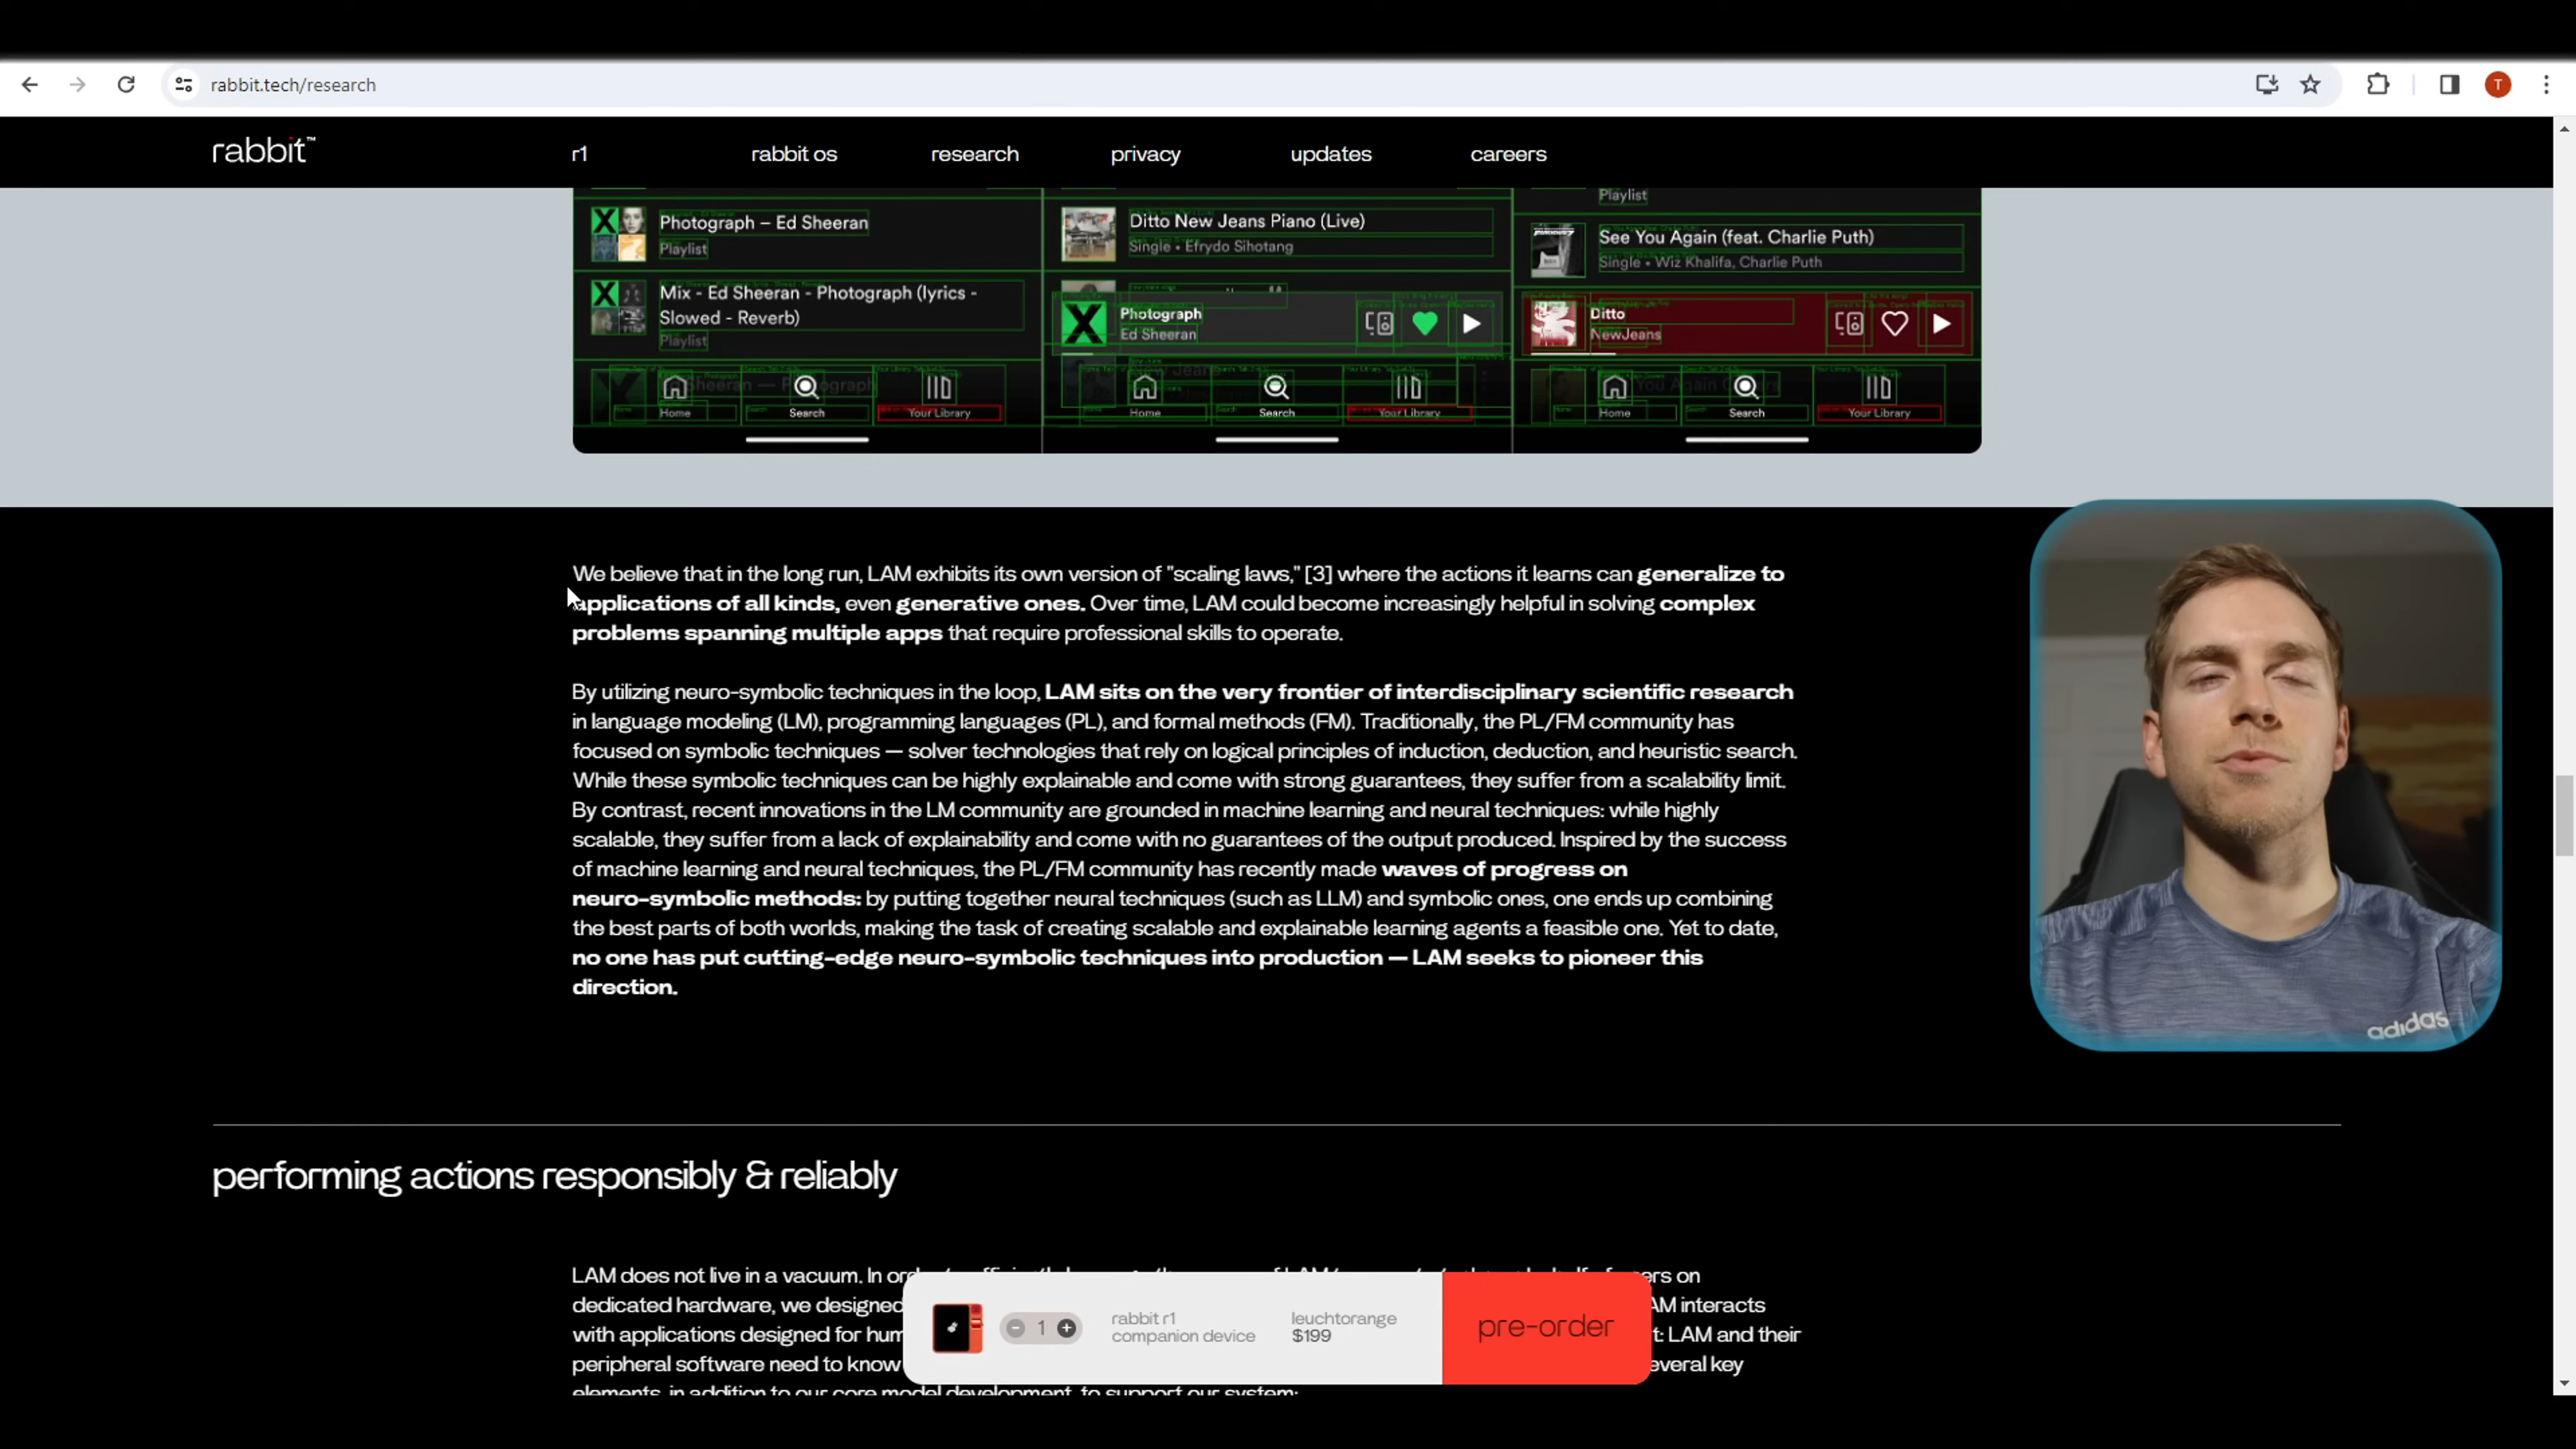 rabbit.tech/research
T
rabbit™
r1
rabbit os
research
privacy
updates
careers
Photograph – Ed Sheeran
Playlist
Mix - Ed Sheeran - Photograph (lyrics -
Slowed - Reverb)
Playlist
Home
Search
Your Library
Ditto New Jeans Piano (Live)
Single • Efrydo Sihotang
Photograph
Ed Sheeran
Home
Search
Your Library
Playlist
See You Again (feat. Charlie Puth)
Single • Wiz Khalifa, Charlie Puth
Ditto
NewJeans
Home
Search
Your Library
We believe that in the long run, LAM exhibits its own version of "scaling laws," [3] where the actions it learns can generalize to
applications of all kinds, even generative ones. Over time, LAM could become increasingly helpful in solving complex
problems spanning multiple apps that require professional skills to operate.
By utilizing neuro-symbolic techniques in the loop, LAM sits on the very frontier of interdisciplinary scientific research
in language modeling (LM), programming languages (PL), and formal methods (FM). Traditionally, the PL/FM community has
focused on symbolic techniques — solver technologies that rely on logical principles of induction, deduction, and heuristic search.
While these symbolic techniques can be highly explainable and come with strong guarantees, they suffer from a scalability limit.
By contrast, recent innovations in the LM community are grounded in machine learning and neural techniques: while highly
scalable, they suffer from a lack of explainability and come with no guarantees of the output produced. Inspired by the success
of machine learning and neural techniques, the PL/FM community has recently made waves of progress on
neuro-symbolic methods: by putting together neural techniques (such as LLM) and symbolic ones, one ends up combining
the best parts of both worlds, making the task of creating scalable and explainable learning agents a feasible one. Yet to date,
no one has put cutting-edge neuro-symbolic techniques into production — LAM seeks to pioneer this
direction.
adidas
performing actions responsibly & reliably
LAM does not live in a vacuum. In
dedicated hardware, we designed
with applications designed for
peripheral software need to know
on
interacts
LAM and their
several key
elements, in addition to our core model development, to support our system:
1
rabbit r1
companion device
leuchtorange
$199
pre-order